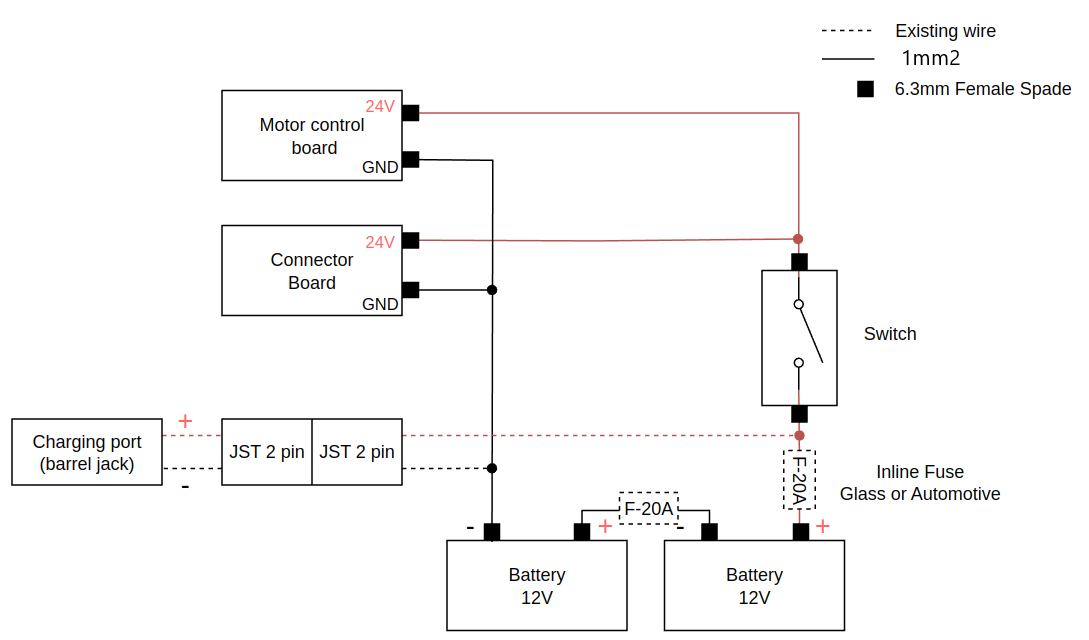 Existing wire
1mm2
6.3mm Female Spade
24V
Motor control
board
GND
24V
Connector
Board
GND
Switch
+
Charging port
(barrel jack)
-
JST 2 pin
JST 2 pin
F-20A
Inline Fuse
Glass or Automotive
F-20A
-
+
-
+
Battery
12V
Battery
12V